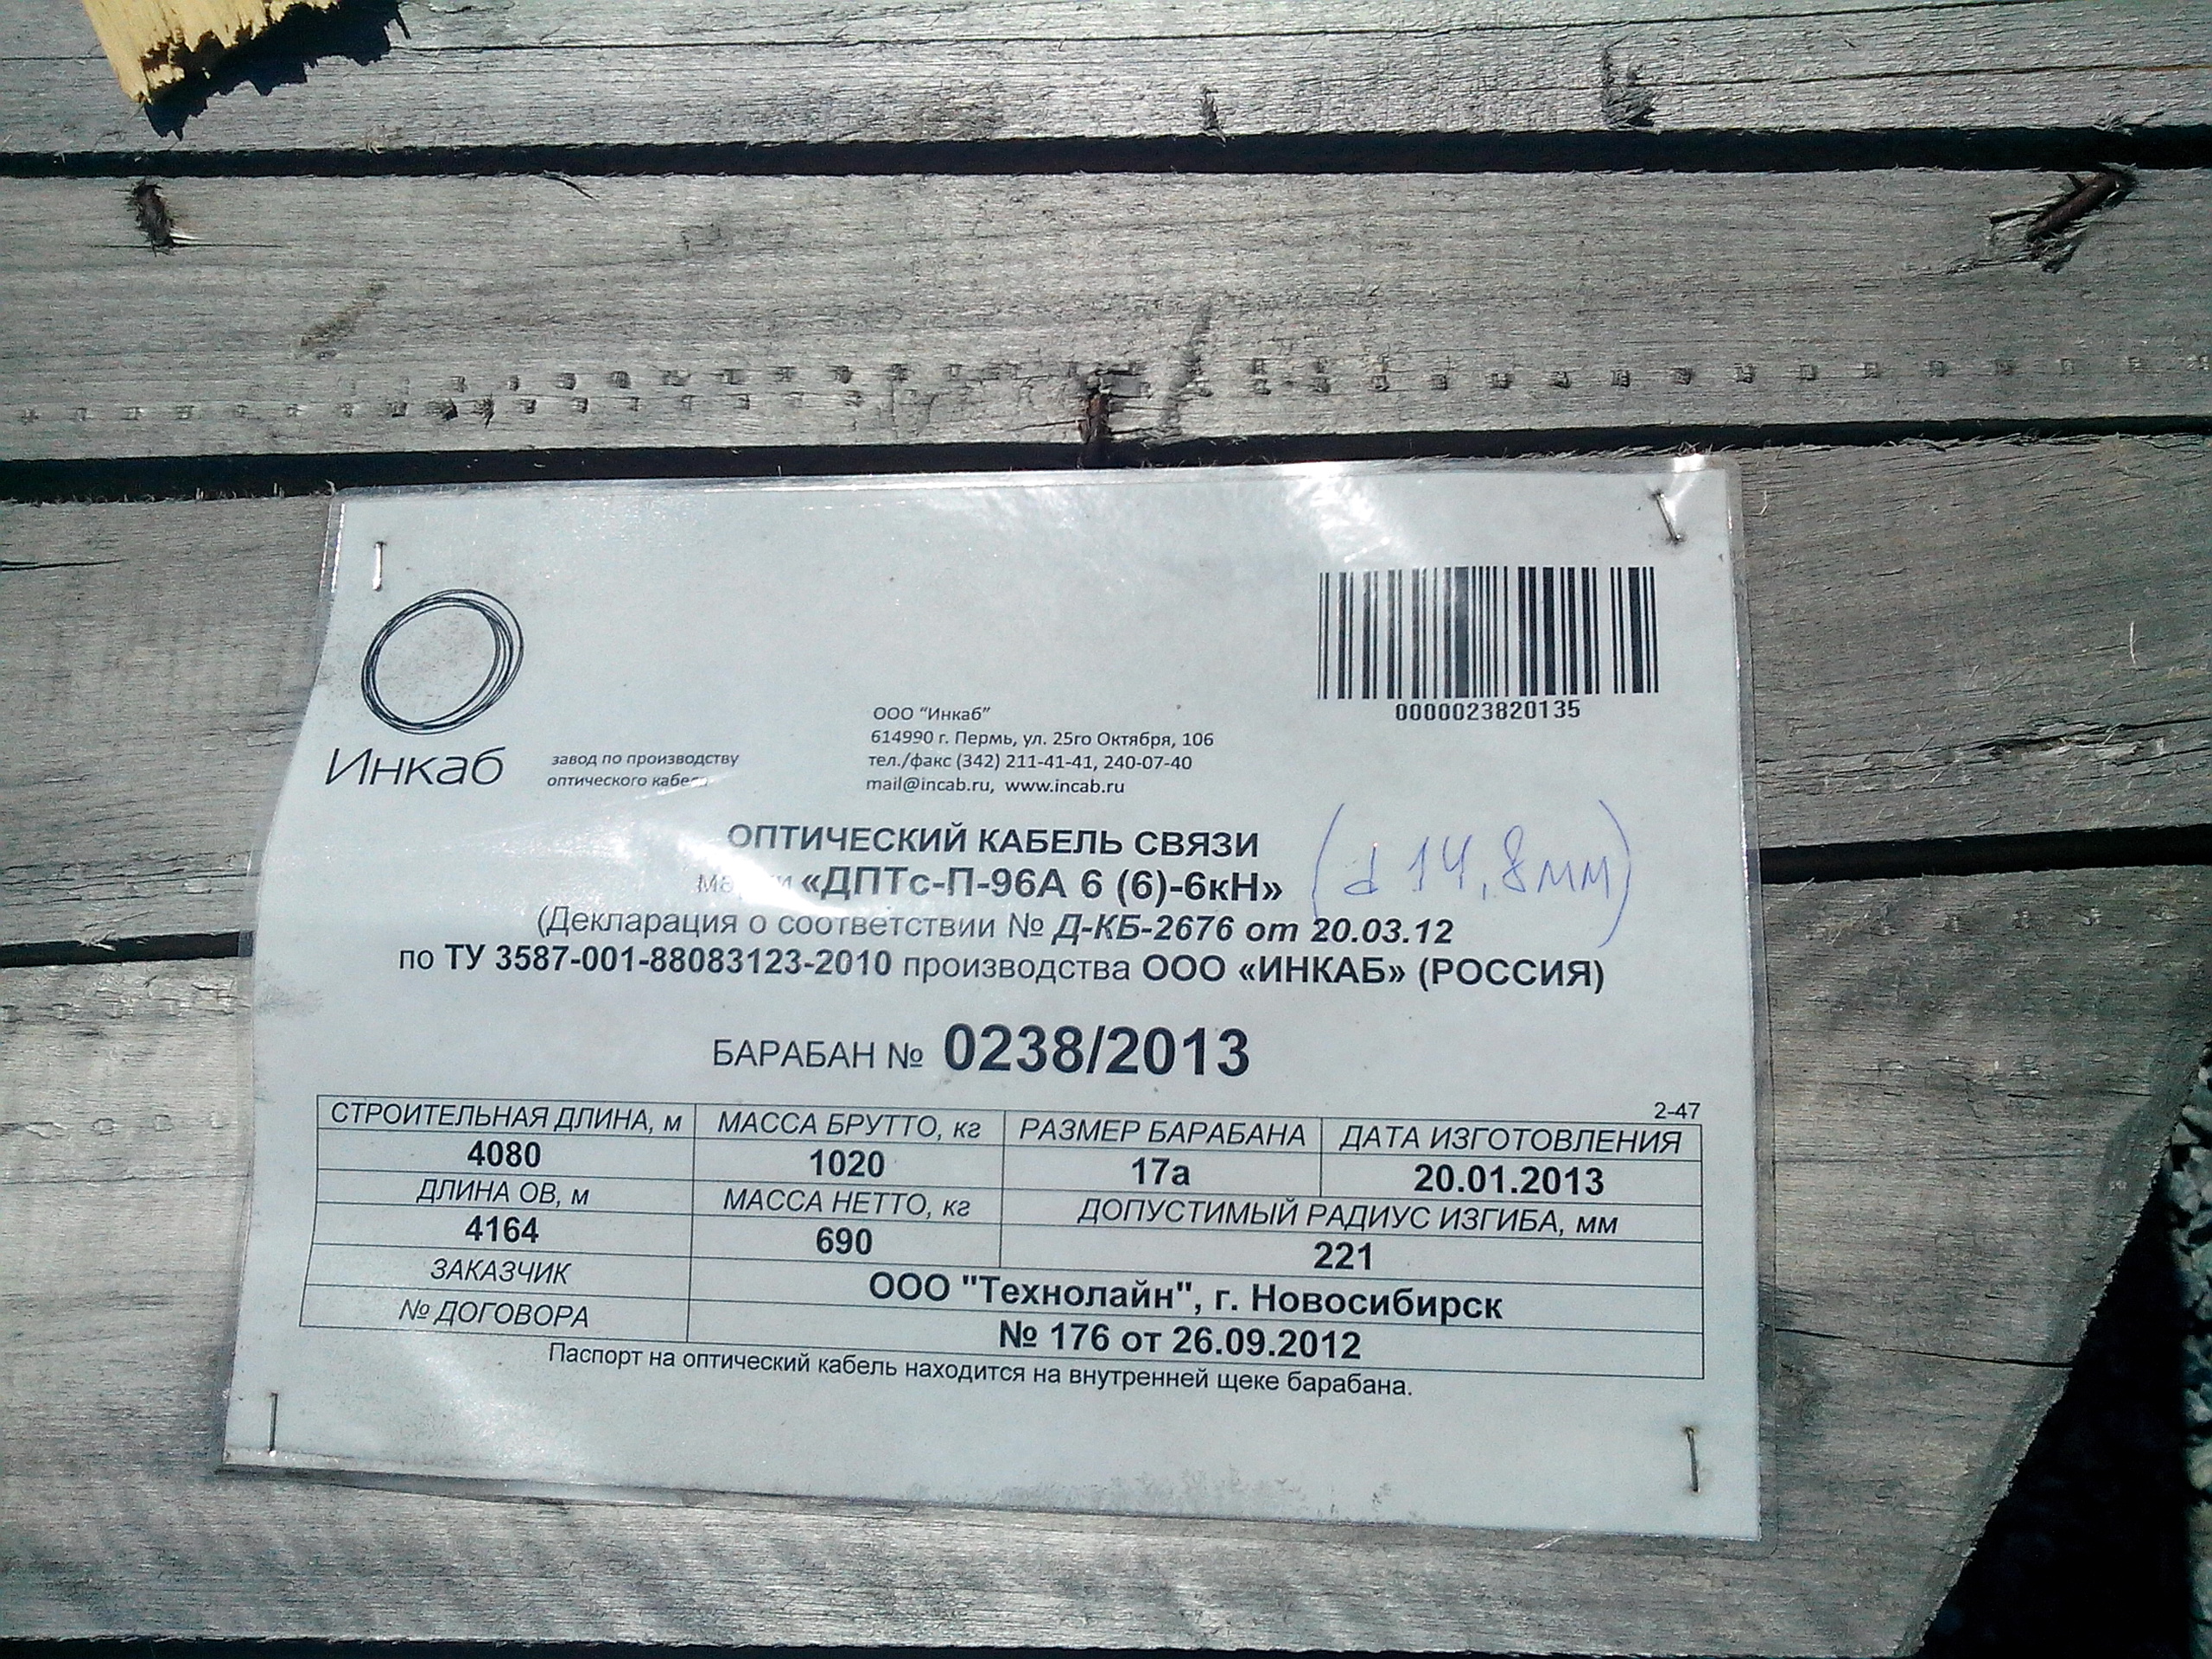 0000023820135
ООО "Инкаб"
614990 г. Пермь, ул. 25го Октября, 106
тел./факс (342) 211-41-41, 240-07-40
mail@incab.ru, www.incab.ru
Инкаб
завод по производству
оптического кабеля
ОПТИЧЕСКИЙ КАБЕЛЬ СВЯЗИ
марки «ДПТс-П-96А 6 (6)-6кН» (d 14,8мм)
(Декларация о соответствии № Д-КБ-2676 от 20.03.12
по ТУ 3587-001-88083123-2010 производства ООО «ИНКАБ» (РОССИЯ)
БАРАБАН № 0238/2013
2-47
СТРОИТЕЛЬНАЯ ДЛИНА, м МАССА БРУТТО, кг РАЗМЕР БАРАБАНА ДАТА ИЗГОТОВЛЕНИЯ
4080 1020 17а 20.01.2013
ДЛИНА ОВ, м МАССА НЕТТО, кг ДОПУСТИМЫЙ РАДИУС ИЗГИБА, мм
4164 690 221
ЗАКАЗЧИК ООО "Технолайн", г. Новосибирск
№ ДОГОВОРА № 176 от 26.09.2012
Паспорт на оптический кабель находится на внутренней щеке барабана.